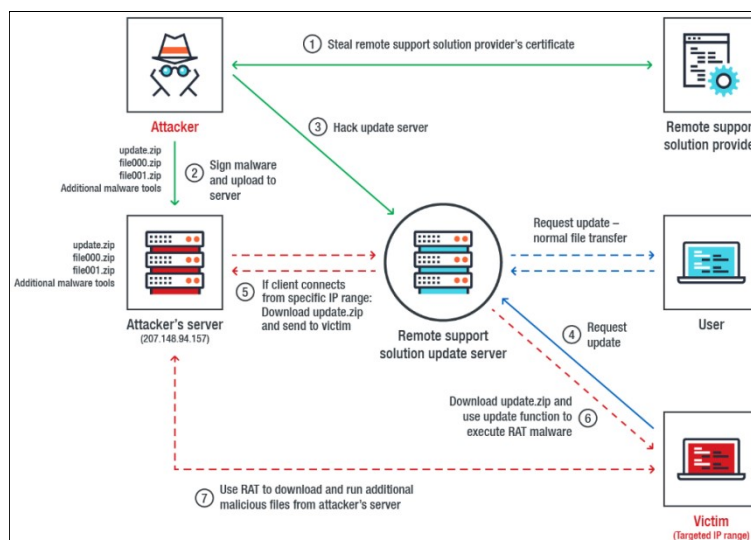 1 Steal remote support solution provider's certificate
Attacker
3 Hack update server
Remote support
solution provider
update.zip
file000.zip
file001.zip
Additional malware tools
2 Sign malware
and upload to
server
update.zip
file000.zip
file001.zip
Additional malware tools
Request update –
normal file transfer
5 If client connects
from specific IP range:
Download update.zip
and send to victim
Attacker's server
(207.148.94.157)
Remote support
solution update server
User
4 Request
update
Download update.zip and
use update function to
execute RAT malware
6
7 Use RAT to download and run additional
malicious files from attacker's server
Victim
(Targeted IP range)